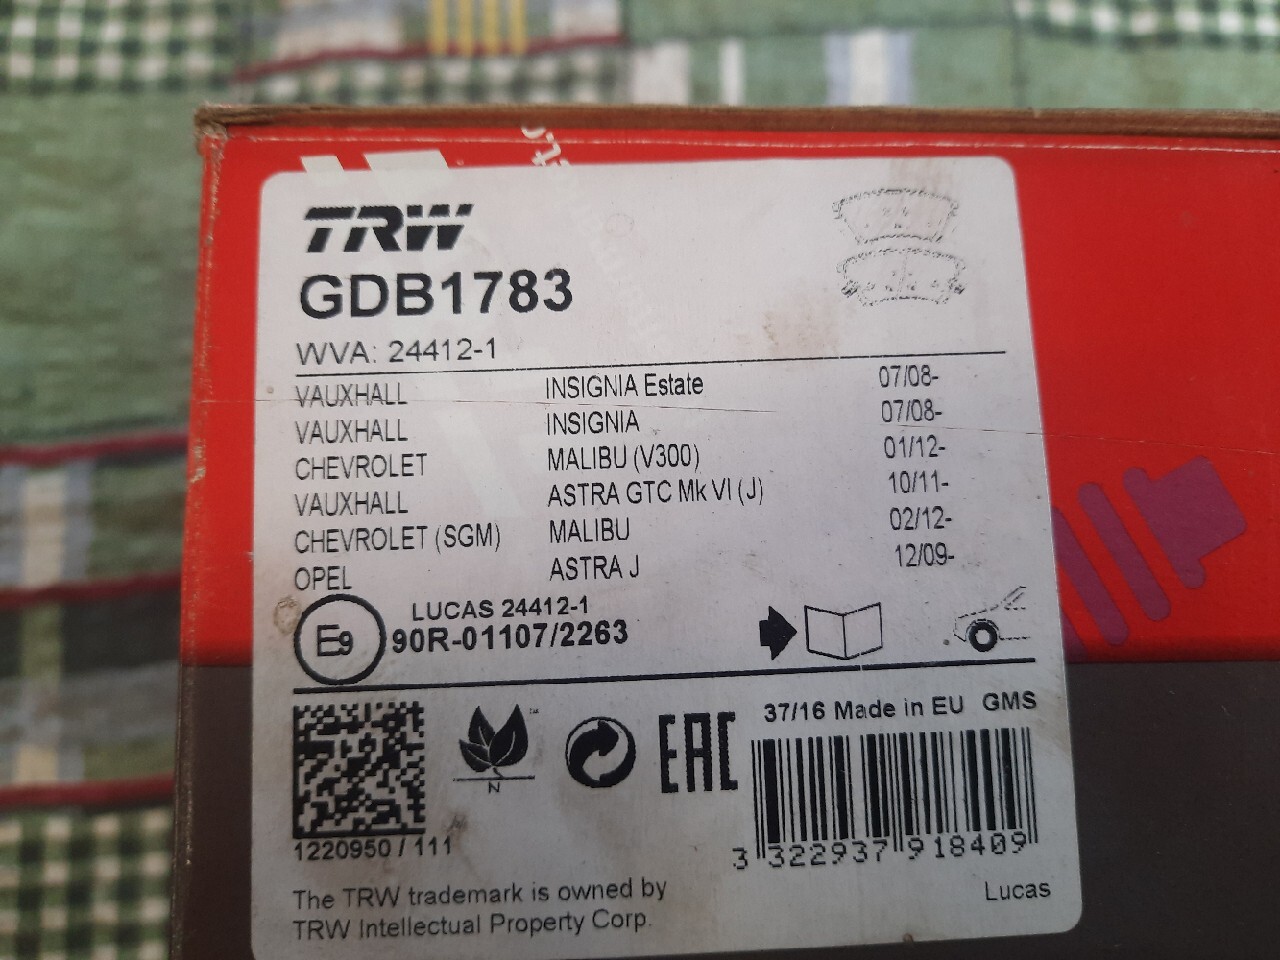 TRW
GDB1783
WVA: 24412-1
VAUXHALL INSIGNIA Estate 07/08-
VAUXHALL INSIGNIA 07/08-
CHEVROLET MALIBU (V300) 01/12-
VAUXHALL ASTRA GTC Mk VI (J) 10/11-
CHEVROLET (SGM) MALIBU 02/12-
OPEL ASTRA J 12/09-
LUCAS 24412-1
E9 90R-01107/2263
37/16 Made in EU GMS
N
EAC
1220950 / 111
3 322937 918409
The TRW trademark is owned by
TRW Intellectual Property Corp.
Lucas